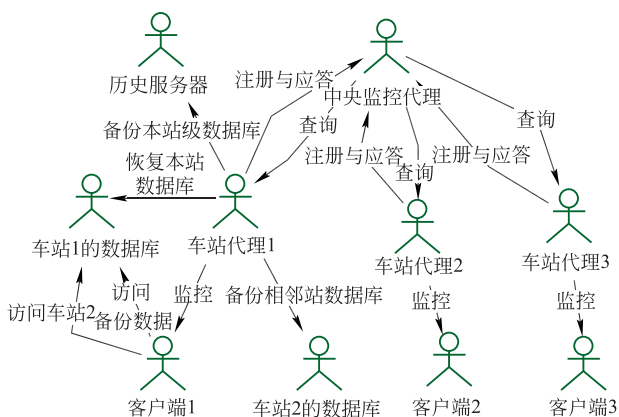 历史服务器
注册与应答
中央监控代理
备份本站级数据库
查询
查询
恢复本站
数据库
注册与应答
查询
注册与应答
车站1的数据库
车站代理1
车站代理2
车站代理3
访问车站2
访问
备份数据
监控
备份相邻站数据库
监控
监控
客户端1
车站2的数据库
客户端2
客户端3